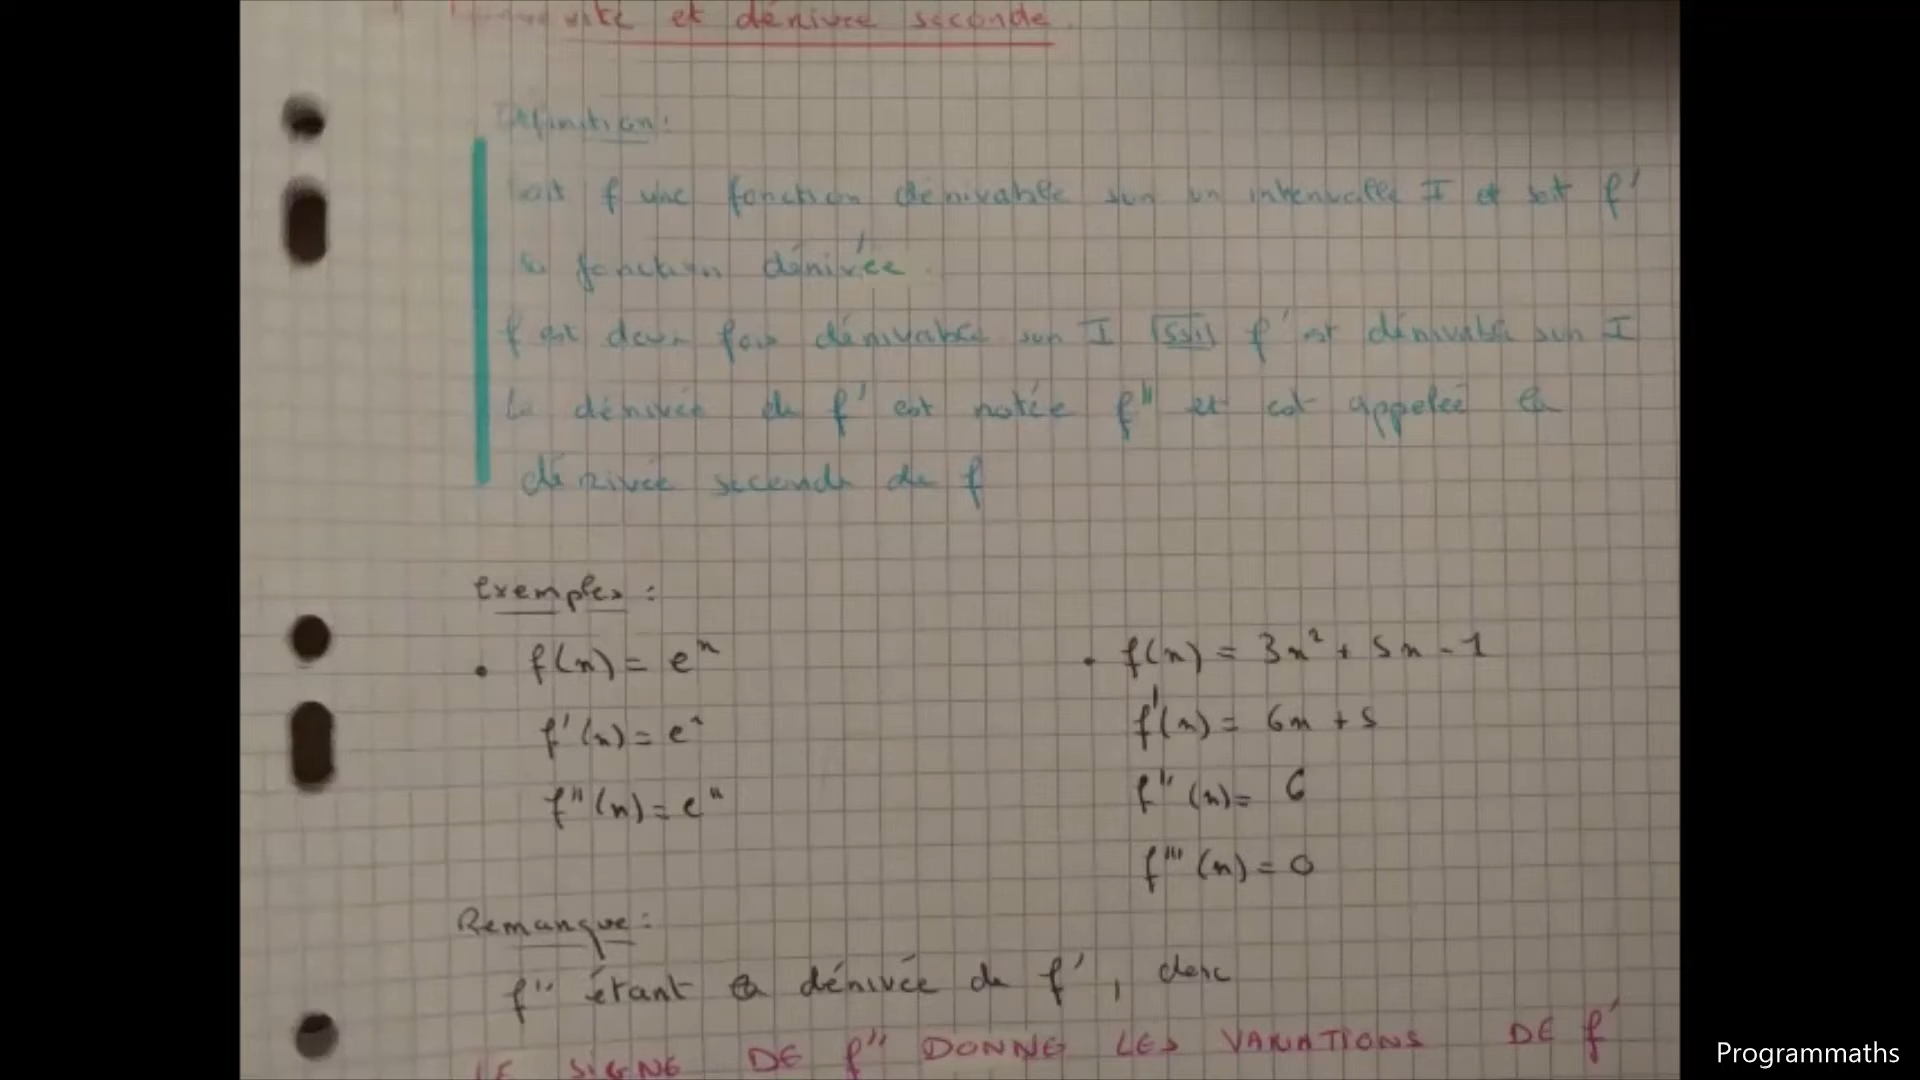 et dérivée seconde
Définition:
Soit f une fonction dérivable sur un intervalle I et soit f'
sa fonction dérivée.
f est deux fois dérivable sur I ssi f' est dérivable sur I
La dérivée de f' est notée f" et est appelée la
dérivée seconde de f
Exemples :
• f(x) = e^x
f'(x) = e^x
f"(x) = e^x
• f(x) = 3x² + 5x - 1
f'(x) = 6x + 5
f"(x) = 6
f'''(x) = 0
Remarque :
f" étant la dérivée de f', donc
LE SIGNE DE f" DONNE LES VARIATIONS DE f'
Programmaths